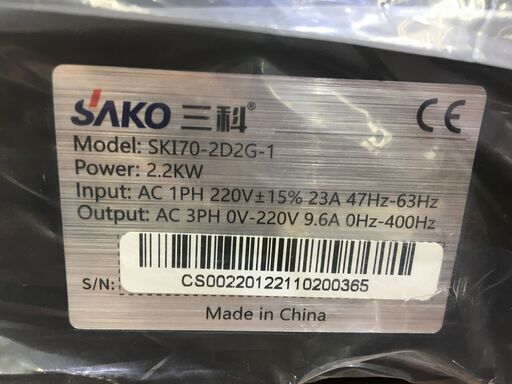 SAKO 三科®
Model: SKI70-2D2G-1
Power: 2.2KW
Input: AC 1PH 220V±15% 23A 47Hz-63Hz
Output: AC 3PH 0V-220V 9.6A 0Hz-400Hz
S/N:
CS00220122110200365
Made in China